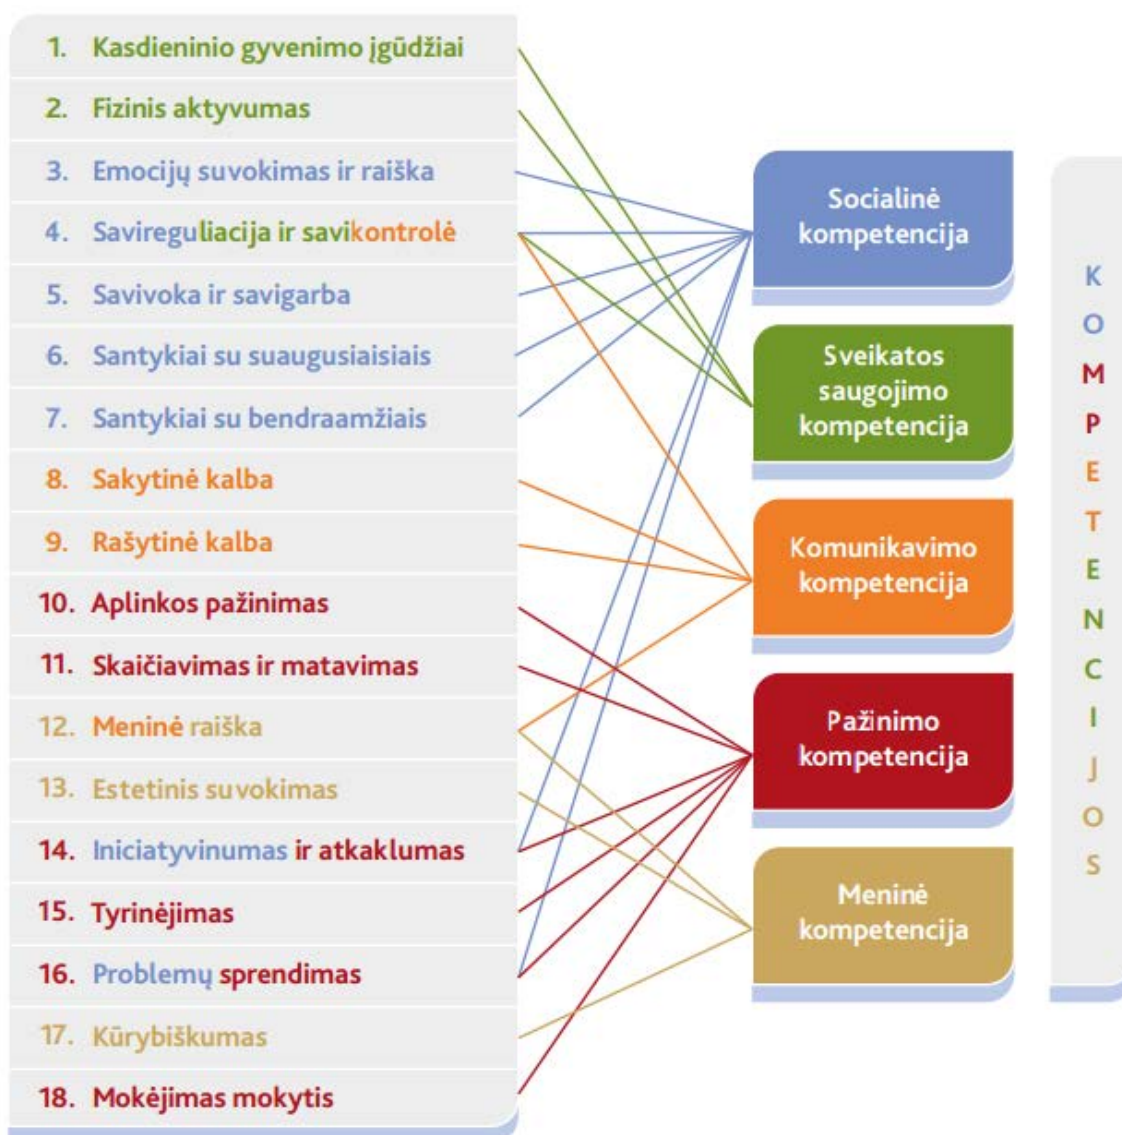 1. Kasdieninio gyvenimo įgūdžiai
2. Fizinis aktyvumas
3. Emocijų suvokimas ir raiška
4. Savireguliacija ir savikontrolė
5. Savivoka ir savigarba
6. Santykiai su suaugusiaisiais
7. Santykiai su bendraamžiais
8. Sakytinė kalba
9. Rašytinė kalba
10. Aplinkos pažinimas
11. Skaičiavimas ir matavimas
12. Meninė raiška
13. Estetinis suvokimas
14. Iniciatyvinumas ir atkaklumas
15. Tyrinėjimas
16. Problemų sprendimas
17. Kūrybiškumas
18. Mokėjimas mokytis
Socialinė
kompetencija
Sveikatos
saugojimo
kompetencija
Komunikavimo
kompetencija
Pažinimo
kompetencija
Meninė
kompetencija
K
O
M
P
E
T
E
N
C
I
J
O
S